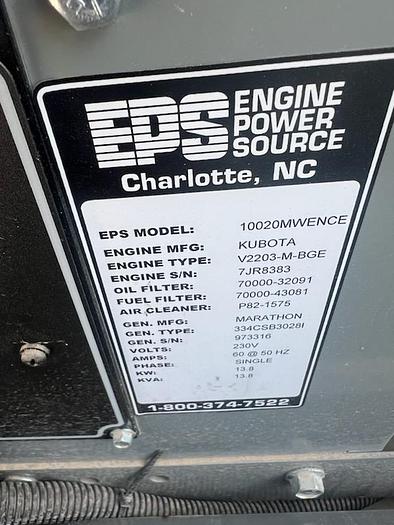 EPS ENGINE
POWER
SOURCE
Charlotte, NC
EPS MODEL: 10020MWENCE
ENGINE MFG: KUBOTA
ENGINE TYPE: V2203-M-BGE
ENGINE S/N: 7JR8383
OIL FILTER: 70000-32091
FUEL FILTER: 70000-43081
AIR CLEANER: P82-1575
GEN. MFG: MARATHON
GEN. TYPE: 334CSB3028I
GEN. S/N: 973316
VOLTS: 230V
AMPS: 60 @ 50 HZ
PHASE: SINGLE
KW: 13.8
KVA: 13.8
1-800-374-7522